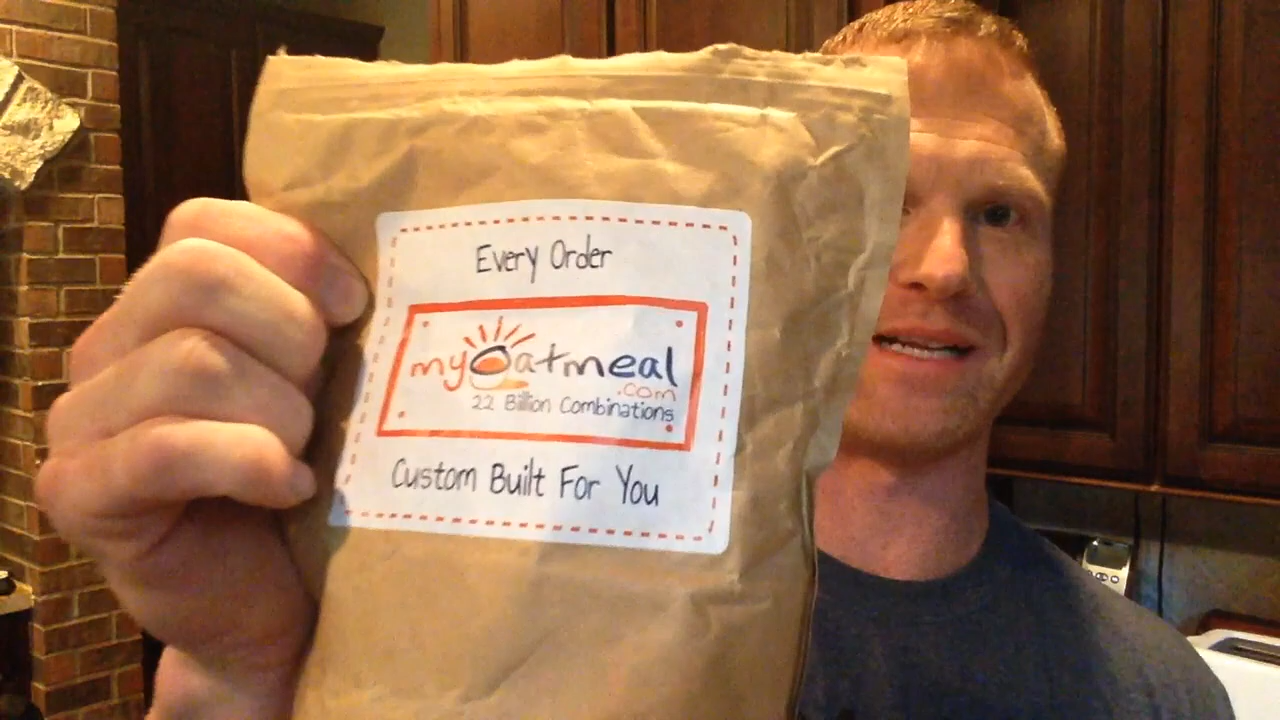 Every Order
myOatmeal
.com
22 Billion Combinations
Custom Built For You